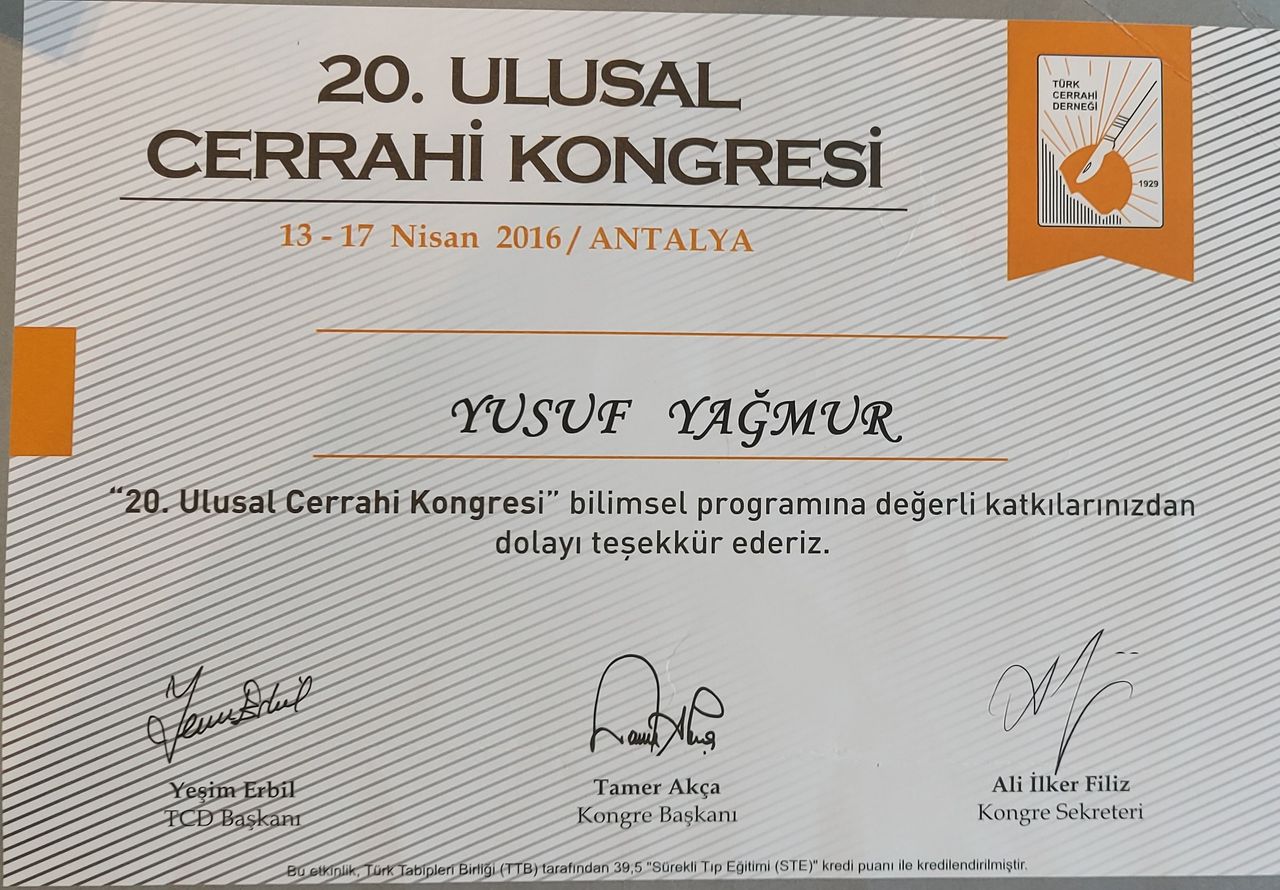 20. ULUSAL
CERRAHİ KONGRESİ
13 - 17 Nisan 2016 / ANTALYA
TÜRK
CERRAHİ
DERNEĞİ
1929
YUSUF YAĞMUR
“20. Ulusal Cerrahi Kongresi” bilimsel programına değerli katkılarınızdan
dolayı teşekkür ederiz.
Yeşim Erbil
TCD Başkanı
Tamer Akça
Kongre Başkanı
Ali İlker Filiz
Kongre Sekreteri
Bu etkinlik, Türk Tabipleri Birliği (TTB) tarafından 39,5 "Sürekli Tıp Eğitimi (STE)" kredi puanı ile kredilendirilmiştir.